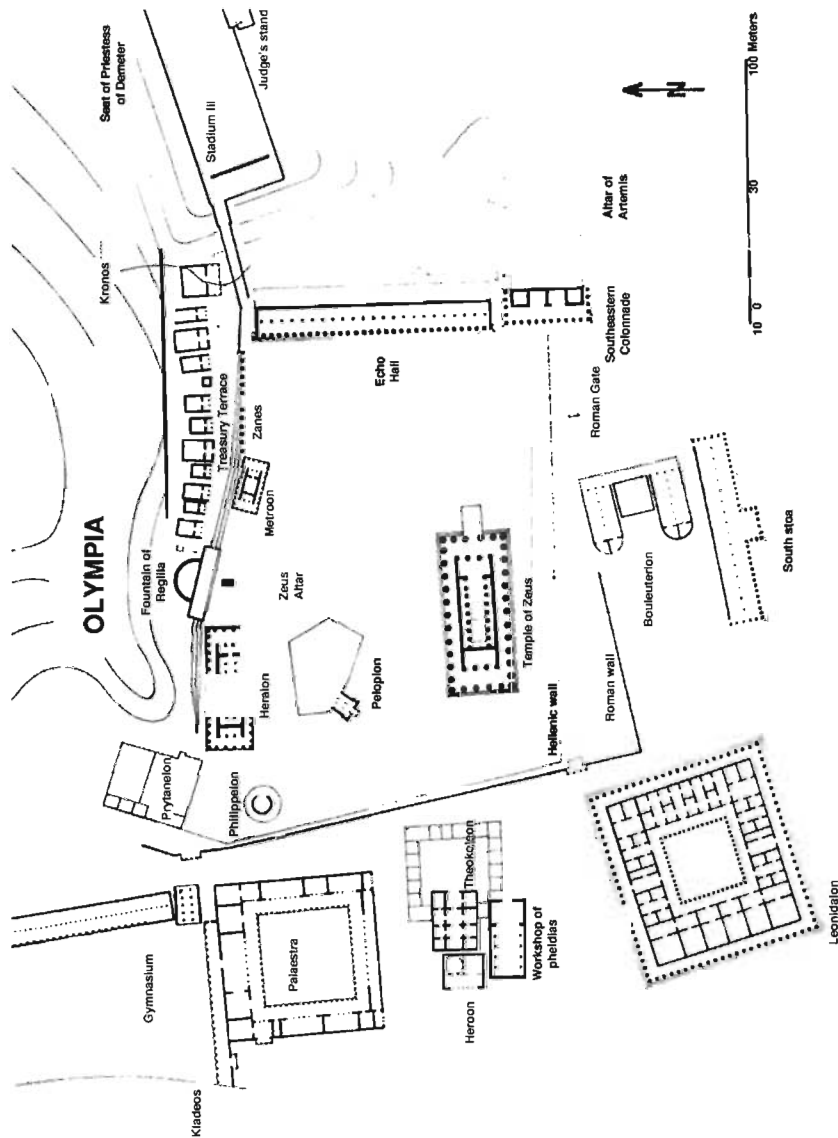 OLYMPIA
Kronos
Seat of Priestess
of Demeter
Stadium III
Judge's stand
Fountain of
Reglila
Treasury Terrace
Zanes
Metroon
Zeus
Altar
Heraion
Pelopion
Prytaneion
Philippeion
Gymnasium
Kladeos
Palaestra
Echo
Hall
Temple of Zeus
Hellenic wall
Theokoleon
Heroon
Workshop of
pheidias
Roman wall
Roman Gate
Southeastern
Colonnade
Altar of
Artemis
Bouleuterion
South stoa
Leonidaion
N
10 0 30 100 Meters